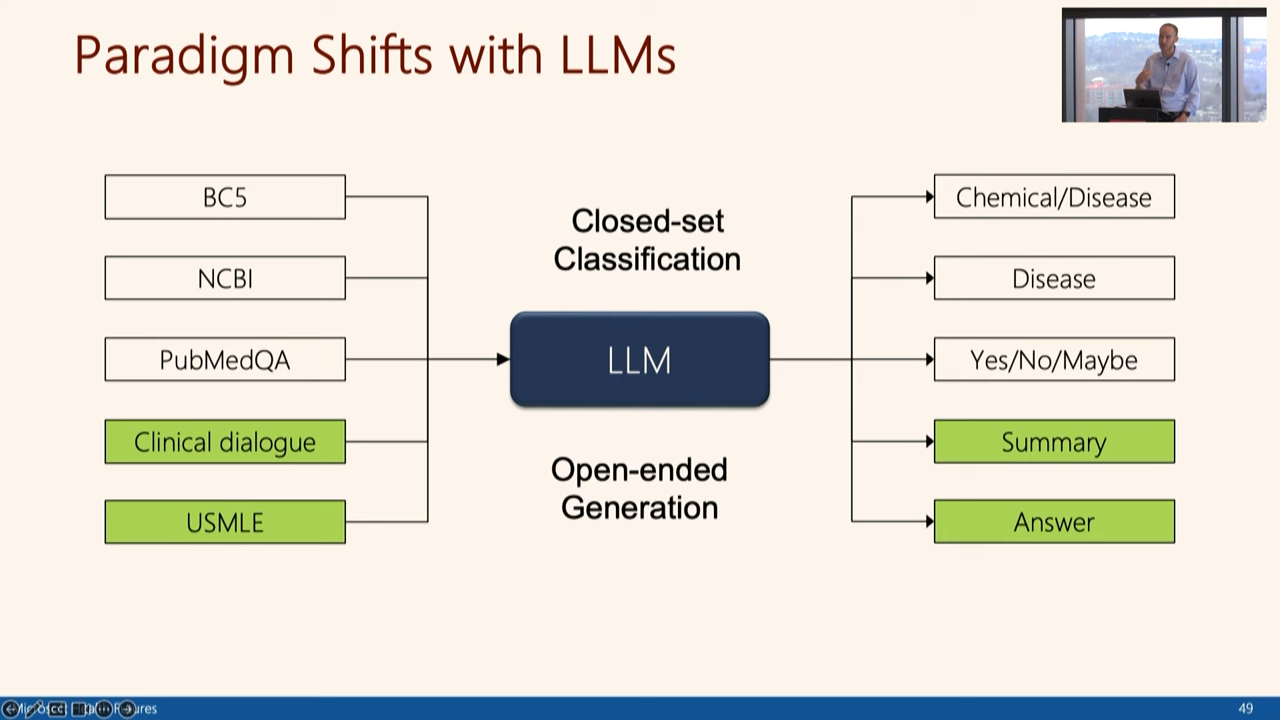 Paradigm Shifts with LLMs
BC5
NCBI
PubMedQA
Clinical dialogue
USMLE
Closed-set
Classification
LLM
Open-ended
Generation
Chemical/Disease
Disease
Yes/No/Maybe
Summary
Answer
49